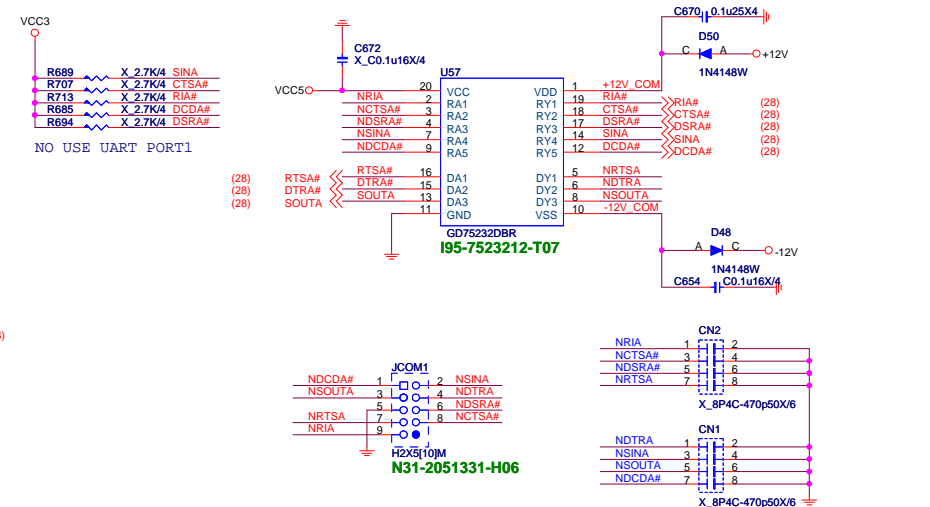 VCC3
R689 X_2.7K/4 SINA
R707 X_2.7K/4 CTSA#
R713 X_2.7K/4 RIA#
R685 X_2.7K/4 DCDA#
R694 X_2.7K/4 DSRA#
NO USE UART PORT1
C672
X_C0.1u16X/4
VCC5
C670 0.1u25X4
D50
C A +12V
1N4148W
U57
20 VCC VDD 1 +12V_COM
NRIA 2 RA1 RY1 19 RIA# RIA# (28)
NCTSA# 3 RA2 RY2 18 CTSA# CTSA# (28)
NDSRA# 4 RA3 RY3 17 DSRA# DSRA# (28)
NSINA 7 RA4 RY4 14 SINA SINA (28)
NDCDA# 9 RA5 RY5 12 DCDA# DCDA# (28)
(28) RTSA# RTSA# 16 DA1 DY1 5 NRTSA
(28) DTRA# DTRA# 15 DA2 DY2 6 NDTRA
(28) SOUTA SOUTA 13 DA3 DY3 8 NSOUTA
11 GND VSS 10 -12V_COM
GD75232DBR
I95-7523212-T07
D48
A C -12V
1N4148W
C654 C0.1u16X/4
JCOM1
NDCDA# 1 2 NSINA
NSOUTA 3 4 NDTRA
5 6 NDSRA#
NRTSA 7 8 NCTSA#
NRIA 9
H2X5[10]M
N31-2051331-H06
CN2
NRIA 1 2
NCTSA# 3 4
NDSRA# 5 6
NRTSA 7 8
X_8P4C-470p50X/6
CN1
NDTRA 1 2
NSINA 3 4
NSOUTA 5 6
NDCDA# 7 8
X_8P4C-470p50X/6